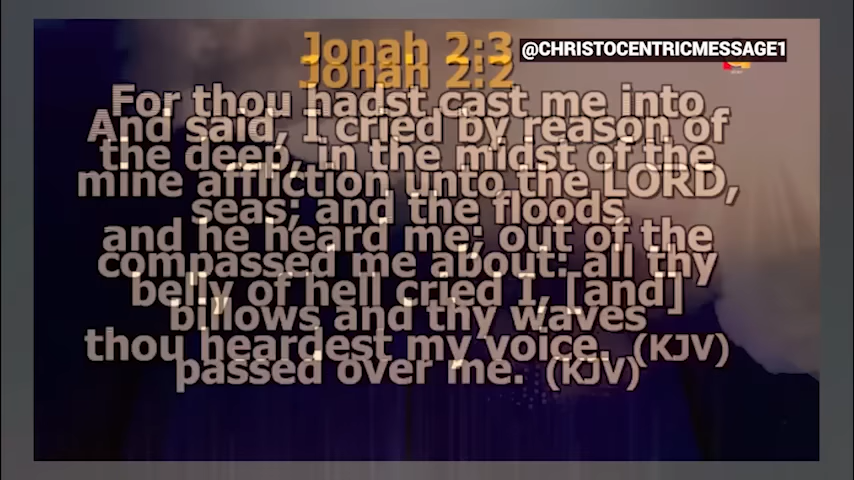 Jonah 2:3
@CHRISTOCENTRICMESSAGE1
Jonah 2:2
For thou hadst cast me into
And said, I cried by reason of
the deep, in the midst of the
mine affliction unto the LORD,
seas; and the floods
and he heard me; out of the
compassed me about: all thy
belly of hell cried I, [and]
billows and thy waves
thou heardest my voice. (KJV)
passed over me. (KJV)